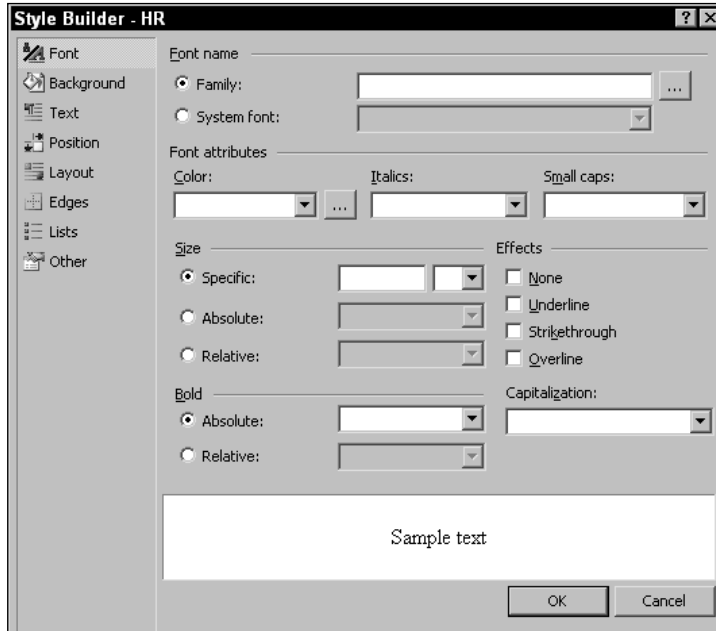 Style Builder - HR
Font
Background
Text
Position
Layout
Edges
Lists
Other
Font name
Family:
...
System font:
Font attributes
Color:
Italics:
Small caps:
...
Size
Specific:
Absolute:
Relative:
Effects
None
Underline
Strikethrough
Overline
Bold
Absolute:
Relative:
Capitalization:
Sample text
OK
Cancel